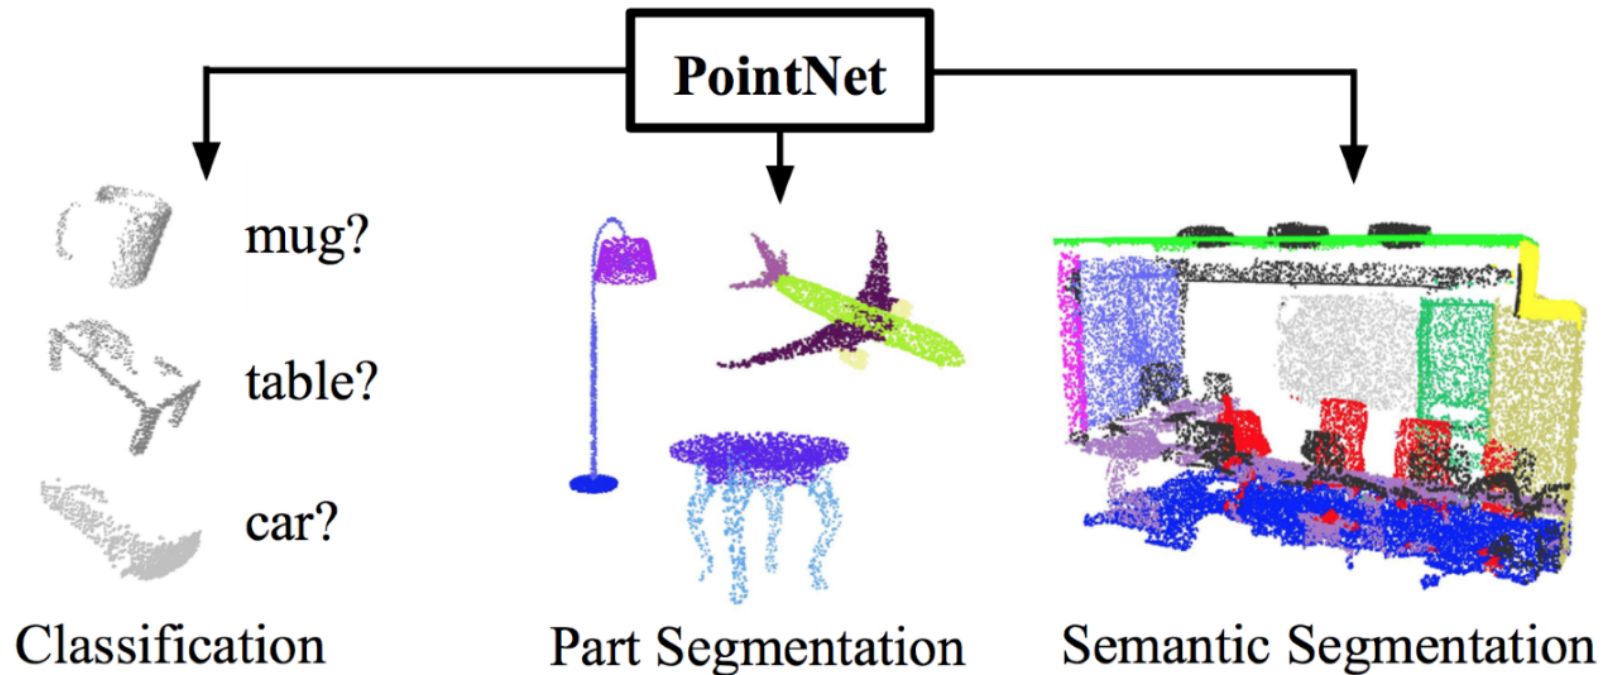 PointNet
mug?
table?
car?
Classification
Part Segmentation
Semantic Segmentation